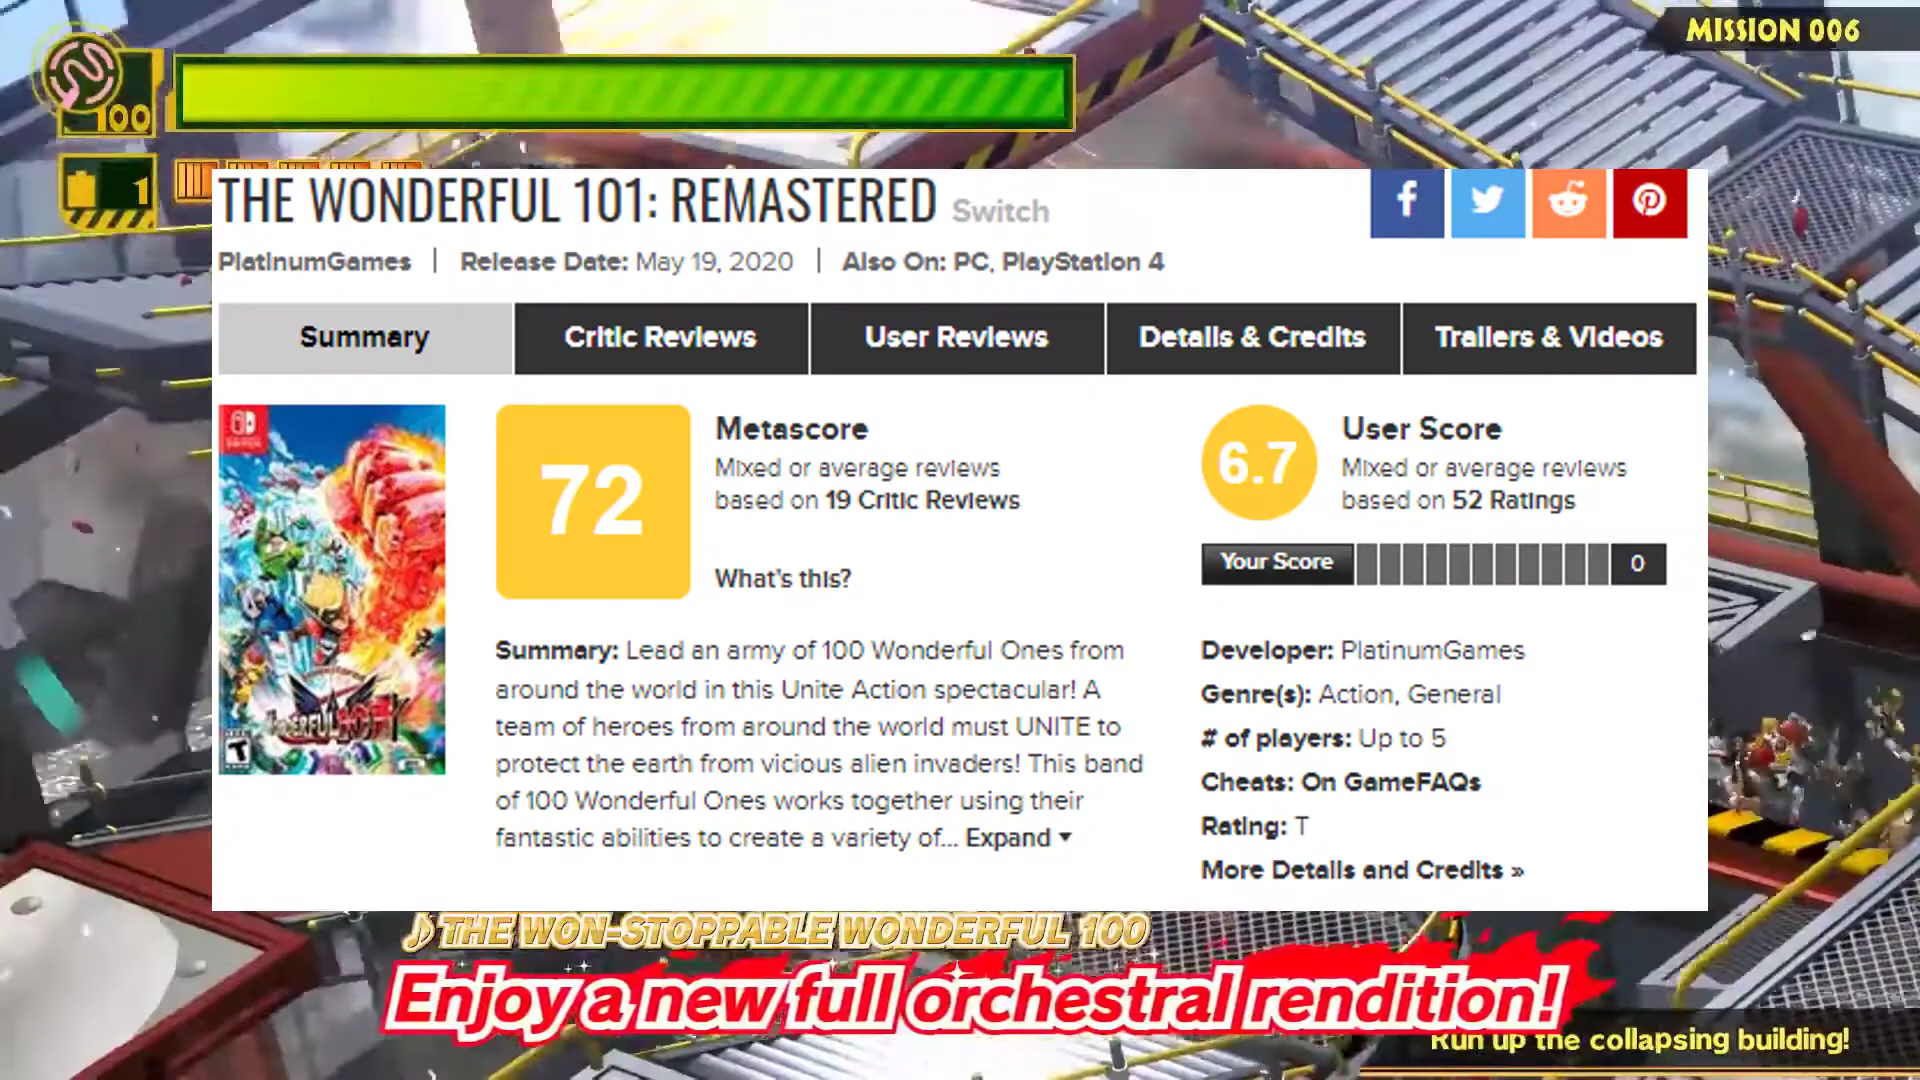 MISSION 006
100
1
THE WONDERFUL 101: REMASTERED Switch
PlatinumGames | Release Date: May 19, 2020 | Also On: PC, PlayStation 4
Summary
Critic Reviews
User Reviews
Details & Credits
Trailers & Videos
72
Metascore
Mixed or average reviews
based on 19 Critic Reviews
What's this?
6.7
User Score
Mixed or average reviews
based on 52 Ratings
Your Score
0
Summary: Lead an army of 100 Wonderful Ones from
around the world in this Unite Action spectacular! A
team of heroes from around the world must UNITE to
protect the earth from vicious alien invaders! This band
of 100 Wonderful Ones works together using their
fantastic abilities to create a variety of... Expand
Developer: PlatinumGames
Genre(s): Action, General
# of players: Up to 5
Cheats: On GameFAQs
Rating: T
More Details and Credits »
T
♪ THE WON-STOPPABLE WONDERFUL 100
Enjoy a new full orchestral rendition!
Run up the collapsing building!